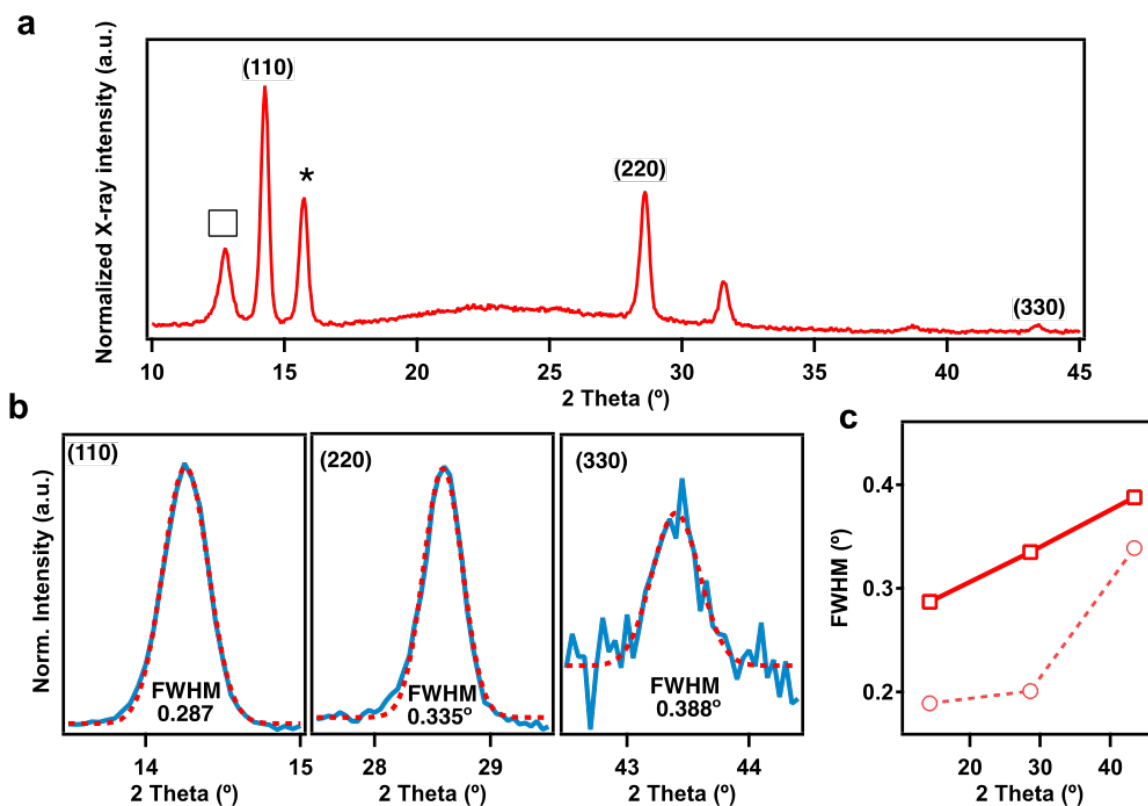 a
Normalized X-ray intensity (a.u.)
(110)
*
(220)
(330)
10 15 20 25 30 35 40 45
2 Theta (º)
b
Norm. Intensity (a.u.)
(110)
FWHM
0.287
14 15
2 Theta (º)
(220)
FWHM
0.335º
28 29
2 Theta (º)
(330)
FWHM
0.388º
43 44
2 Theta (º)
c
FWHM (º)
0.4
0.3
0.2
20 30 40
2 Theta (º)